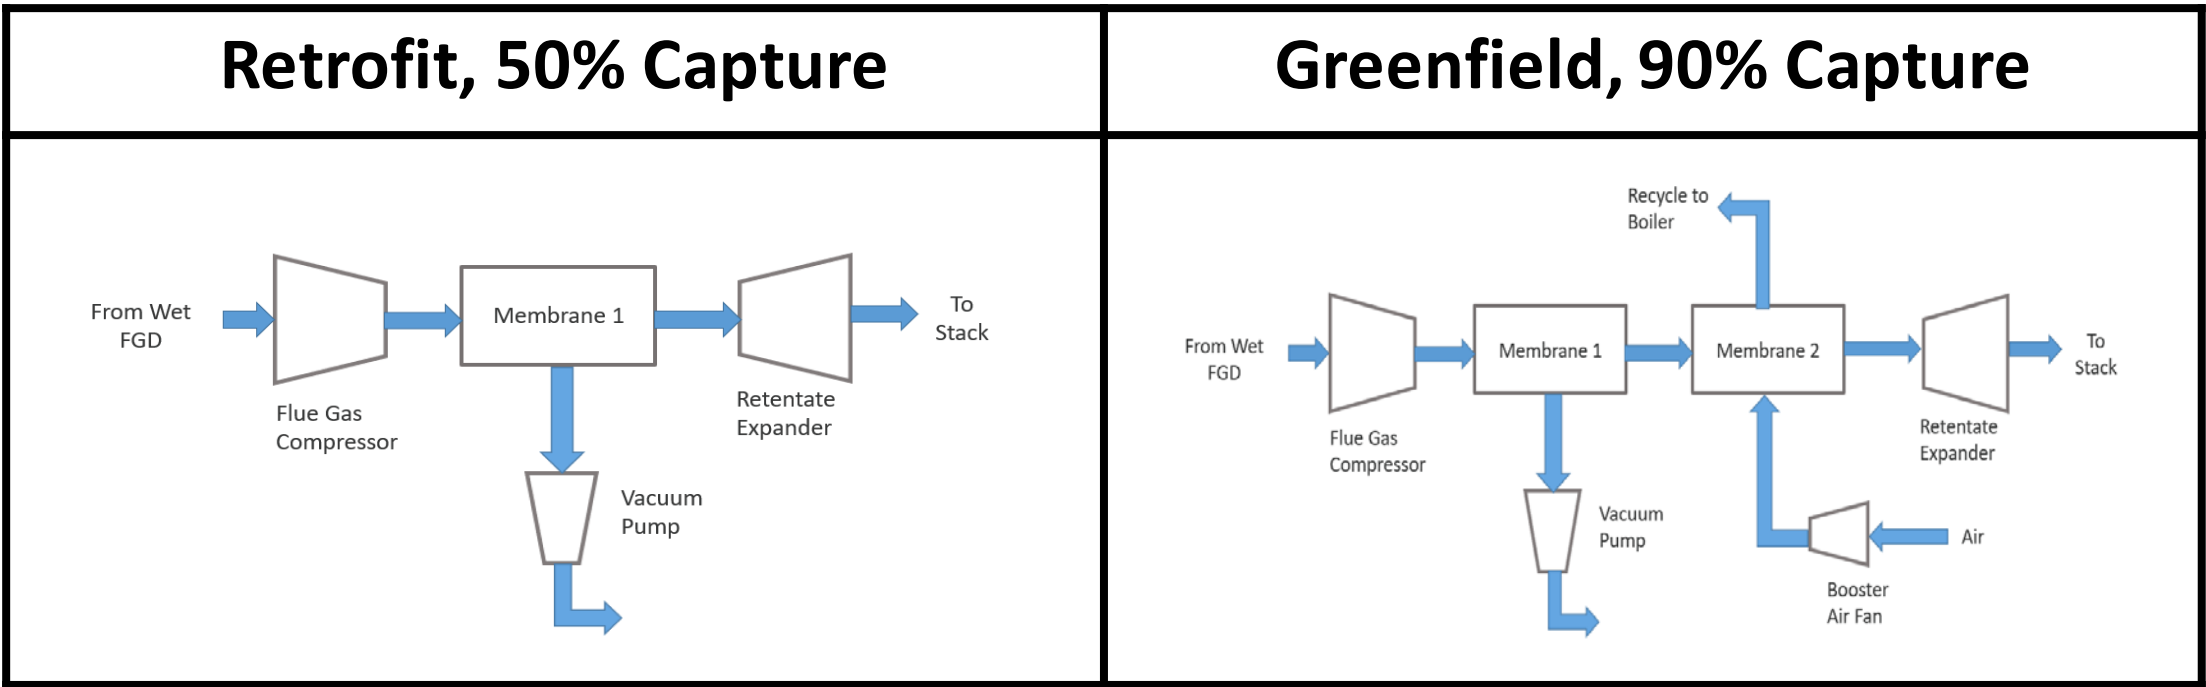 Retrofit, 50% Capture
Greenfield, 90% Capture
From Wet
FGD
Flue Gas
Compressor
Membrane 1
Vacuum
Pump
Retentate
Expander
To
Stack
Recycle to
Boiler
From Wet
FGD
Flue Gas
Compressor
Membrane 1
Vacuum
Pump
Membrane 2
Air
Booster
Air Fan
Retentate
Expander
To
Stack